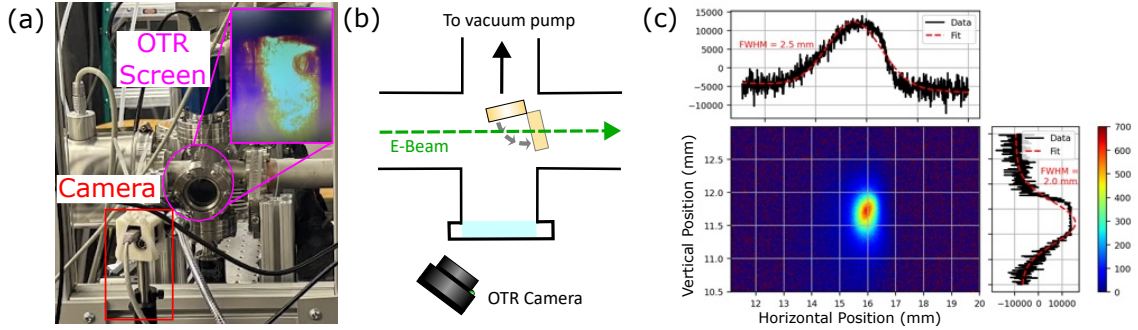 (a)
OTR
Screen
Camera
(b)
To vacuum pump
E-Beam
OTR Camera
(c)
15000
10000
5000
0
−5000
−10000
FWHM = 2.5 mm
Data
Fit
Vertical Position (mm)
12.5
12.0
11.5
11.0
10.5
12 13 14 15 16 17 18 19 20
Horizontal Position (mm)
Data
Fit
FWHM =
2.0 mm
−10000 0 10000
700
600
500
400
300
200
100
0